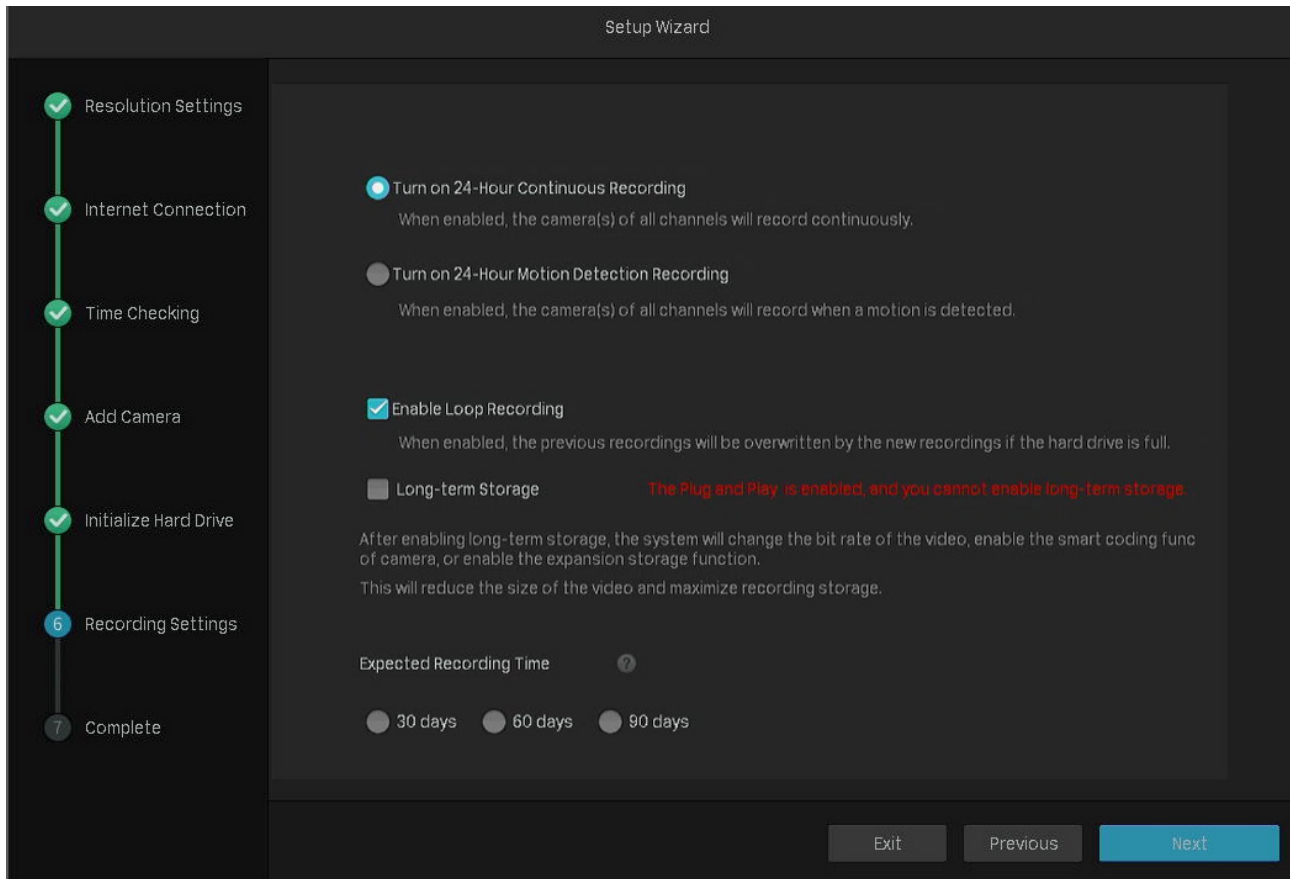 Setup Wizard
Resolution Settings
Internet Connection
Time Checking
Add Camera
Initialize Hard Drive
6 Recording Settings
7 Complete
Turn on 24-Hour Continuous Recording
When enabled, the camera(s) of all channels will record continuously.
Turn on 24-Hour Motion Detection Recording
When enabled, the camera(s) of all channels will record when a motion is detected.
Enable Loop Recording
When enabled, the previous recordings will be overwritten by the new recordings if the hard drive is full.
Long-term Storage The Plug and Play is enabled, and you cannot enable long-term storage.
After enabling long-term storage, the system will change the bit rate of the video, enable the smart coding func
of camera, or enable the expansion storage function.
This will reduce the size of the video and maximize recording storage.
Expected Recording Time ?
30 days 60 days 90 days
Exit Previous Next